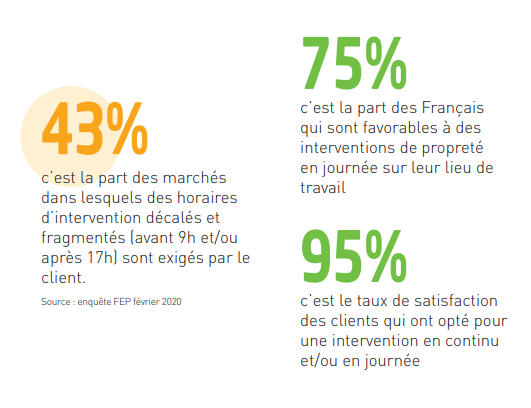 43%
c'est la part des marchés
dans lesquels des horaires
d'intervention décalés et
fragmentés (avant 9h et/ou
après 17h) sont exigés par le
client.
Source : enquête FEP février 2020
75%
c'est la part des Français
qui sont favorables à des
interventions de propreté
en journée sur leur lieu de
travail
95%
c'est le taux de satisfaction
des clients qui ont opté pour
une intervention en continu
et/ou en journée